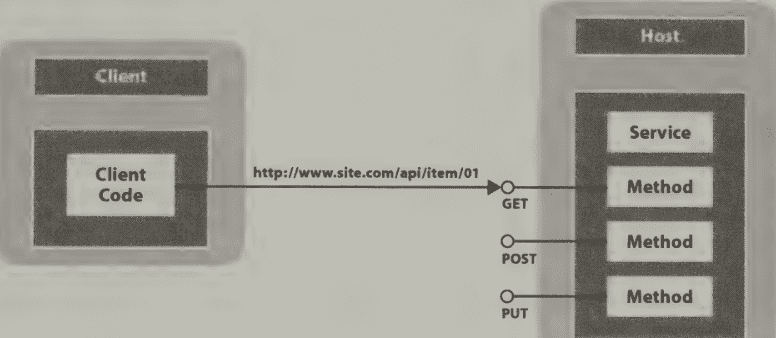 Client
Client
Code
http://www.site.com/api/item/01
Host
Service
GET
Method
POST
Method
PUT
Method